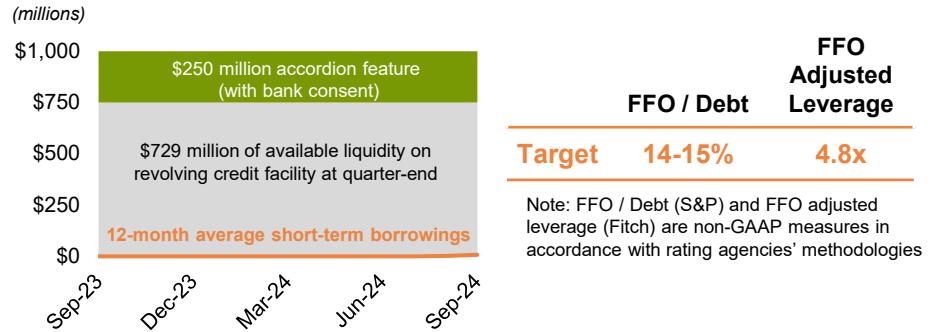 (millions)
$1,000
$750
$500
$250
$0
$250 million accordion feature
(with bank consent)
$729 million of available liquidity on
revolving credit facility at quarter-end
12-month average short-term borrowings
Sep-23
Dec-23
Mar-24
Jun-24
Sep-24
FFO / Debt
FFO
Adjusted
Leverage
Target 14-15% 4.8x
Note: FFO / Debt (S&P) and FFO adjusted
leverage (Fitch) are non-GAAP measures in
accordance with rating agencies’ methodologies